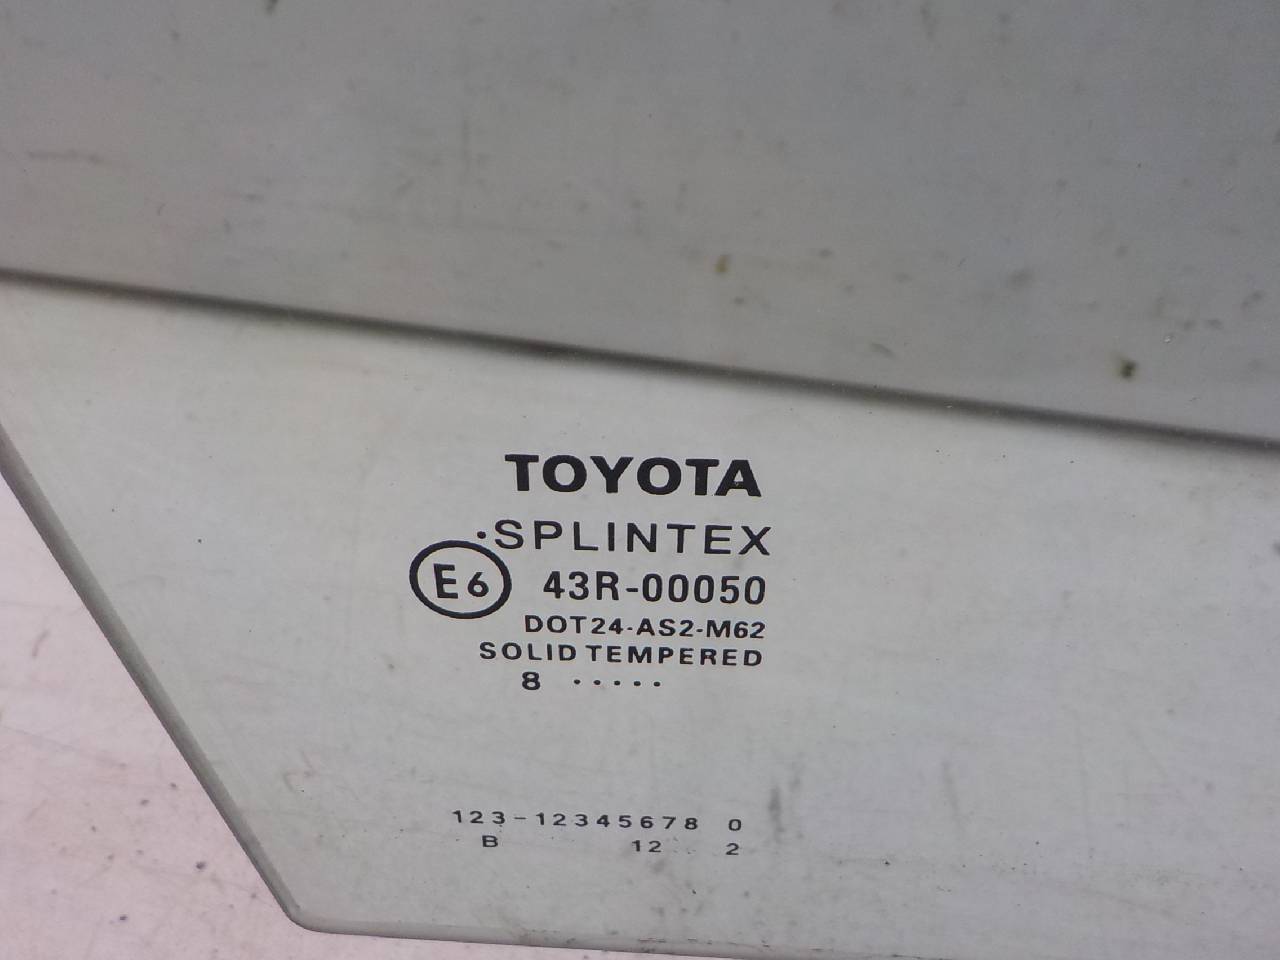 TOYOTA
·SPLINTEX
E6 43R-00050
DOT24-AS2-M62
SOLID TEMPERED
8 ·····
123-12345678 0
B 12 2